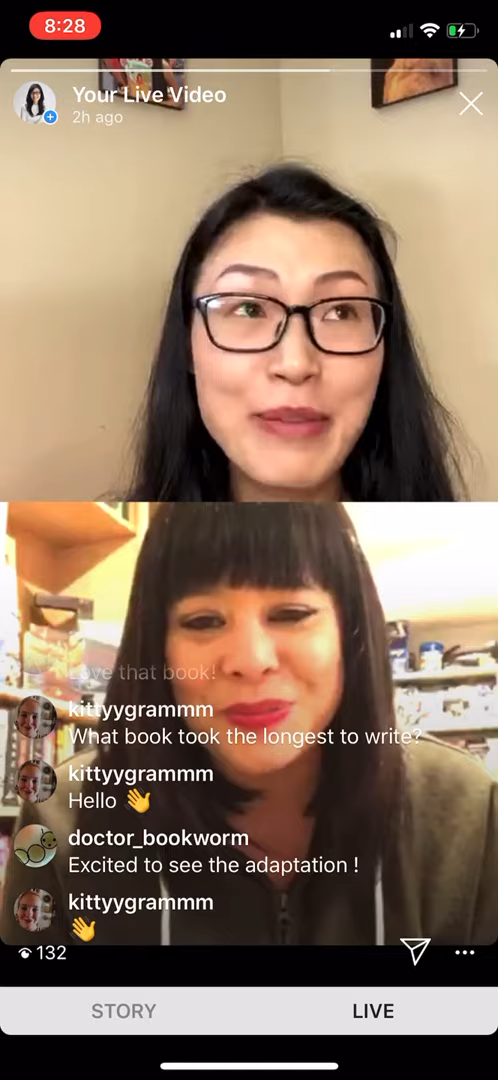 8:28
Your Live Video
2h ago
Love that book!
kittyygrammm
What book took the longest to write?
kittyygrammm
Hello 👋
doctor_bookworm
Excited to see the adaptation !
kittyygrammm
👋
132
STORY
LIVE